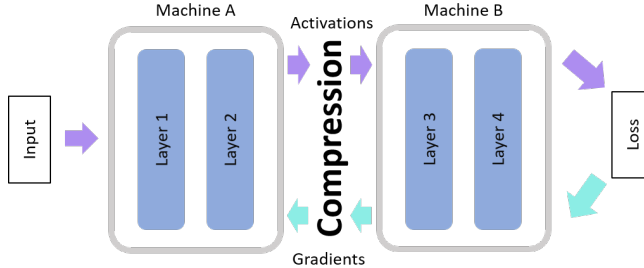 Machine A
Activations
Machine B
Input
Layer 1
Layer 2
Compression
Layer 3
Layer 4
Loss
Gradients